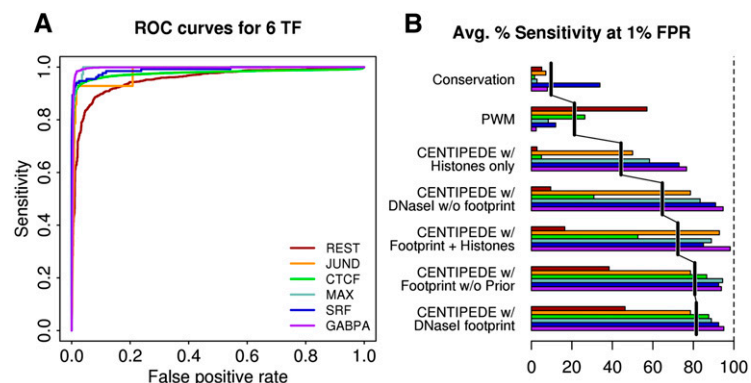 A
ROC curves for 6 TF
Sensitivity
1.0
0.8
0.6
0.4
0.2
0.0
REST
JUND
CTCF
MAX
SRF
GABPA
0.0 0.2 0.4 0.6 0.8 1.0
False positive rate
B
Avg. % Sensitivity at 1% FPR
Conservation
PWM
CENTIPEDE w/
Histones only
CENTIPEDE w/
DNaseI w/o footprint
CENTIPEDE w/
Footprint + Histones
CENTIPEDE w/
Footprint w/o Prior
CENTIPEDE w/
DNaseI footprint
0 20 40 60 80 100